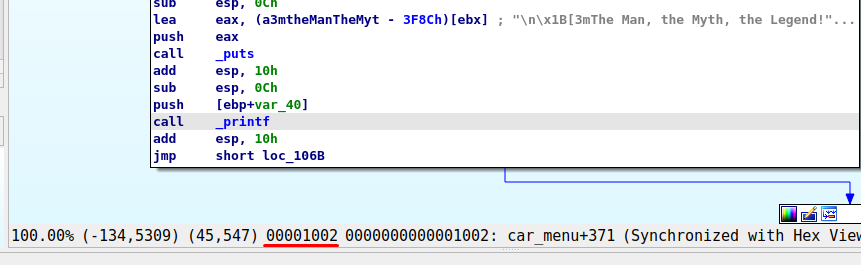 sub     esp, 0Ch
lea     eax, (a3mtheManTheMyt - 3F8Ch)[ebx] ; "\n\x1B[3mThe Man, the Myth, the Legend!"...
push    eax
call    _puts
add     esp, 10h
sub     esp, 0Ch
push    [ebp+var_40]
call    _printf
add     esp, 10h
jmp     short loc_106B
100.00% (-134,5309) (45,547) 00001002 0000000000001002: car_menu+371 (Synchronized with Hex View